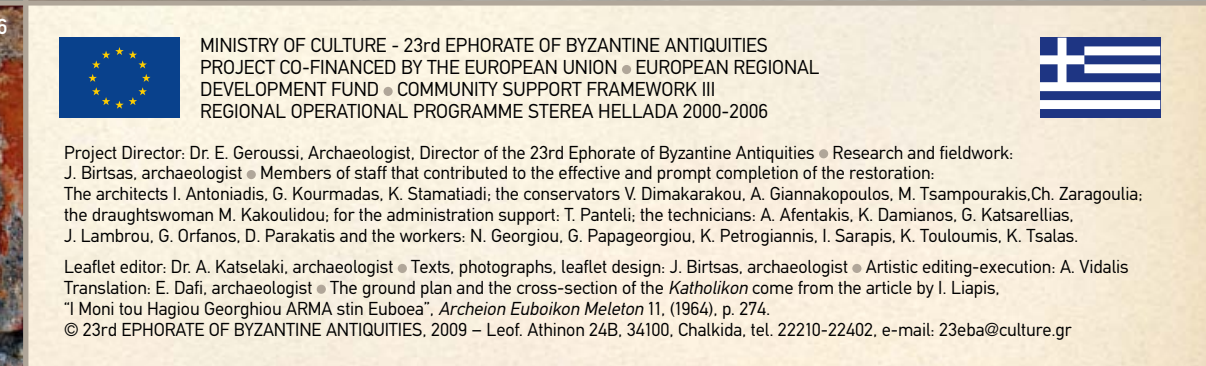 6
MINISTRY OF CULTURE - 23rd EPHORATE OF BYZANTINE ANTIQUITIES
PROJECT CO-FINANCED BY THE EUROPEAN UNION ● EUROPEAN REGIONAL
DEVELOPMENT FUND ● COMMUNITY SUPPORT FRAMEWORK III
REGIONAL OPERATIONAL PROGRAMME STEREA HELLADA 2000-2006
Project Director: Dr. E. Geroussi, Archaeologist, Director of the 23rd Ephorate of Byzantine Antiquities ● Research and fieldwork:
J. Birtsas, archaeologist ● Members of staff that contributed to the effective and prompt completion of the restoration:
The architects I. Antoniadis, G. Kourmadas, K. Stamatiadi; the conservators V. Dimakarakou, A. Giannakopoulos, M. Tsampourakis,Ch. Zaragoulia;
the draughtswoman M. Kakoulidou; for the administration support: T. Panteli; the technicians: A. Afentakis, K. Damianos, G. Katsarellias,
J. Lambrou, G. Orfanos, D. Parakatis and the workers: N. Georgiou, G. Papageorgiou, K. Petrogiannis, I. Sarapis, K. Touloumis, K. Tsalas.
Leaflet editor: Dr. A. Katselaki, archaeologist ● Texts, photographs, leaflet design: J. Birtsas, archaeologist ● Artistic editing-execution: A. Vidalis
Translation: E. Dafi, archaeologist ● The ground plan and the cross-section of the Katholikon come from the article by I. Liapis,
"I Moni tou Hagiou Georghiou ARMA stin Euboea", Archeion Euboikon Meleton 11, (1964), p. 274.
© 23rd EPHORATE OF BYZANTINE ANTIQUITIES, 2009 – Leof. Athinon 24B, 34100, Chalkida, tel. 22210-22402, e-mail: 23eba@culture.gr